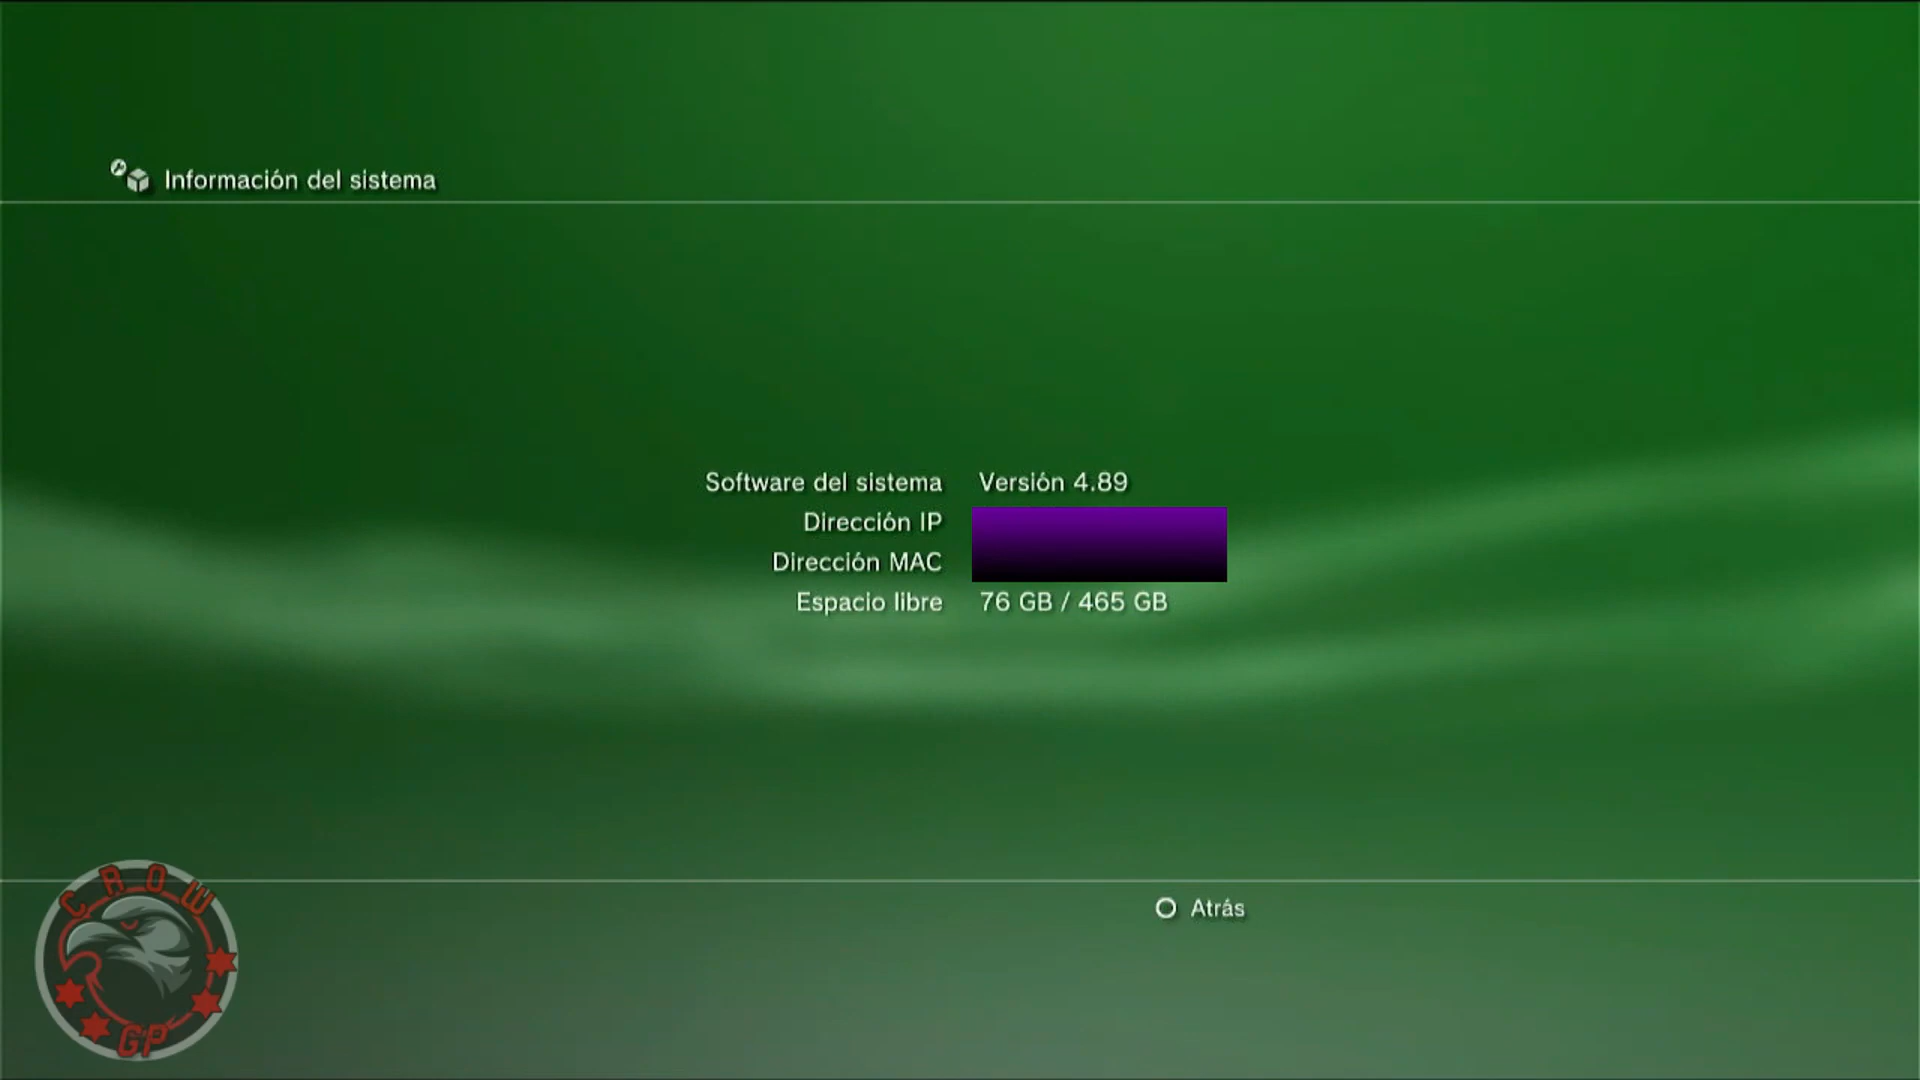 Información del sistema
Software del sistema Versión 4.89
Dirección IP
Dirección MAC
Espacio libre 76 GB / 465 GB
Atrás
CROW
GP